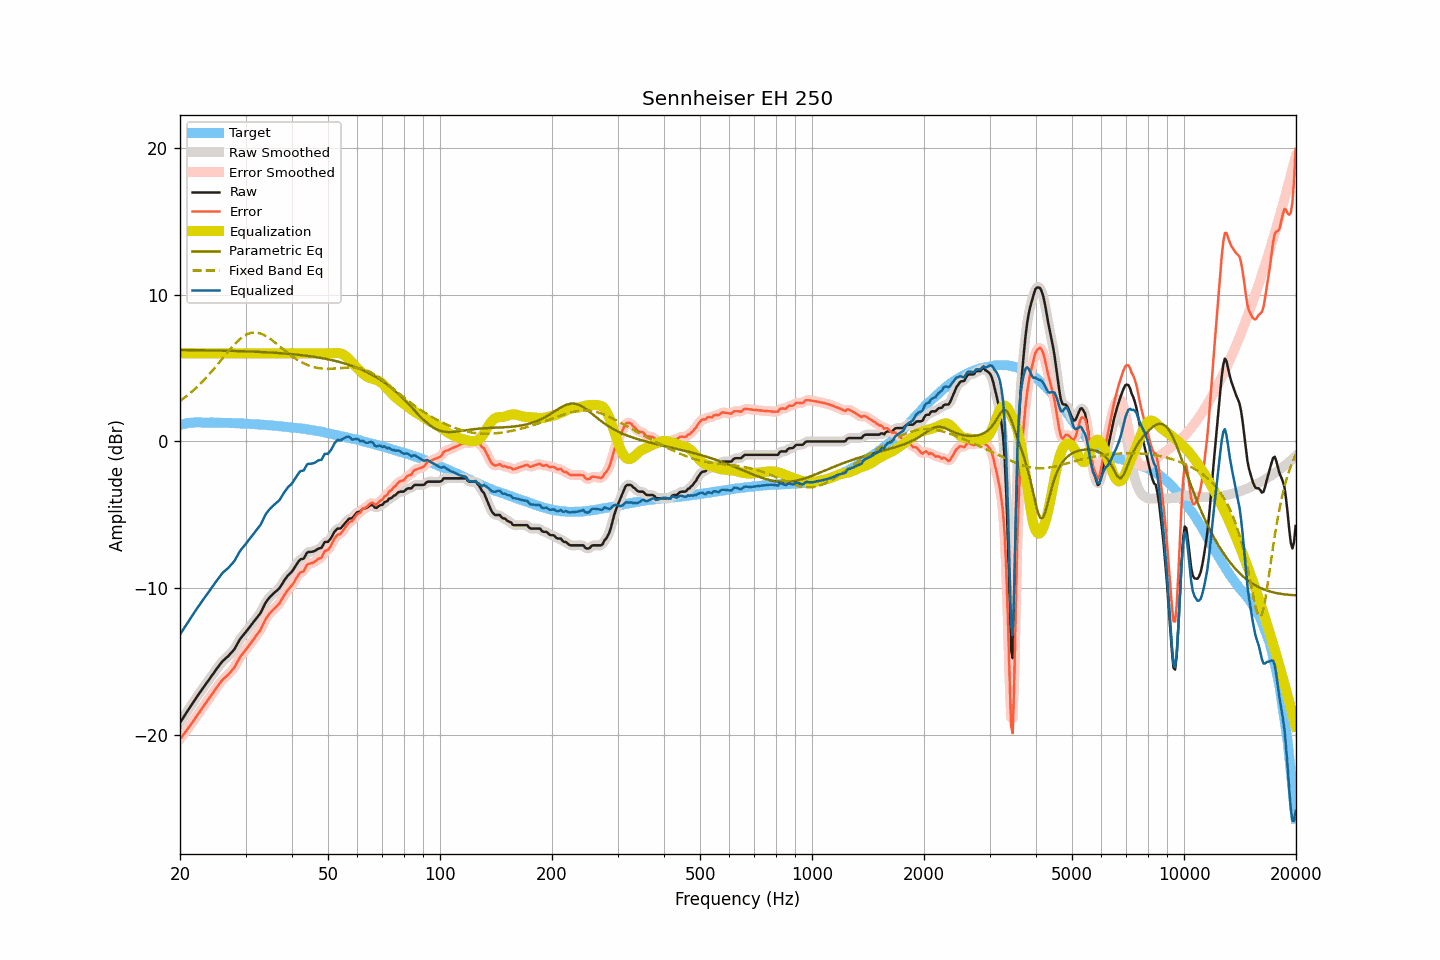 Sennheiser EH 250
Target
Raw Smoothed
Error Smoothed
Raw
Error
Equalization
Parametric Eq
Fixed Band Eq
Equalized
20
10
0
−10
−20
Amplitude (dBr)
20 50 100 200 500 1000 2000 5000 10000 20000
Frequency (Hz)